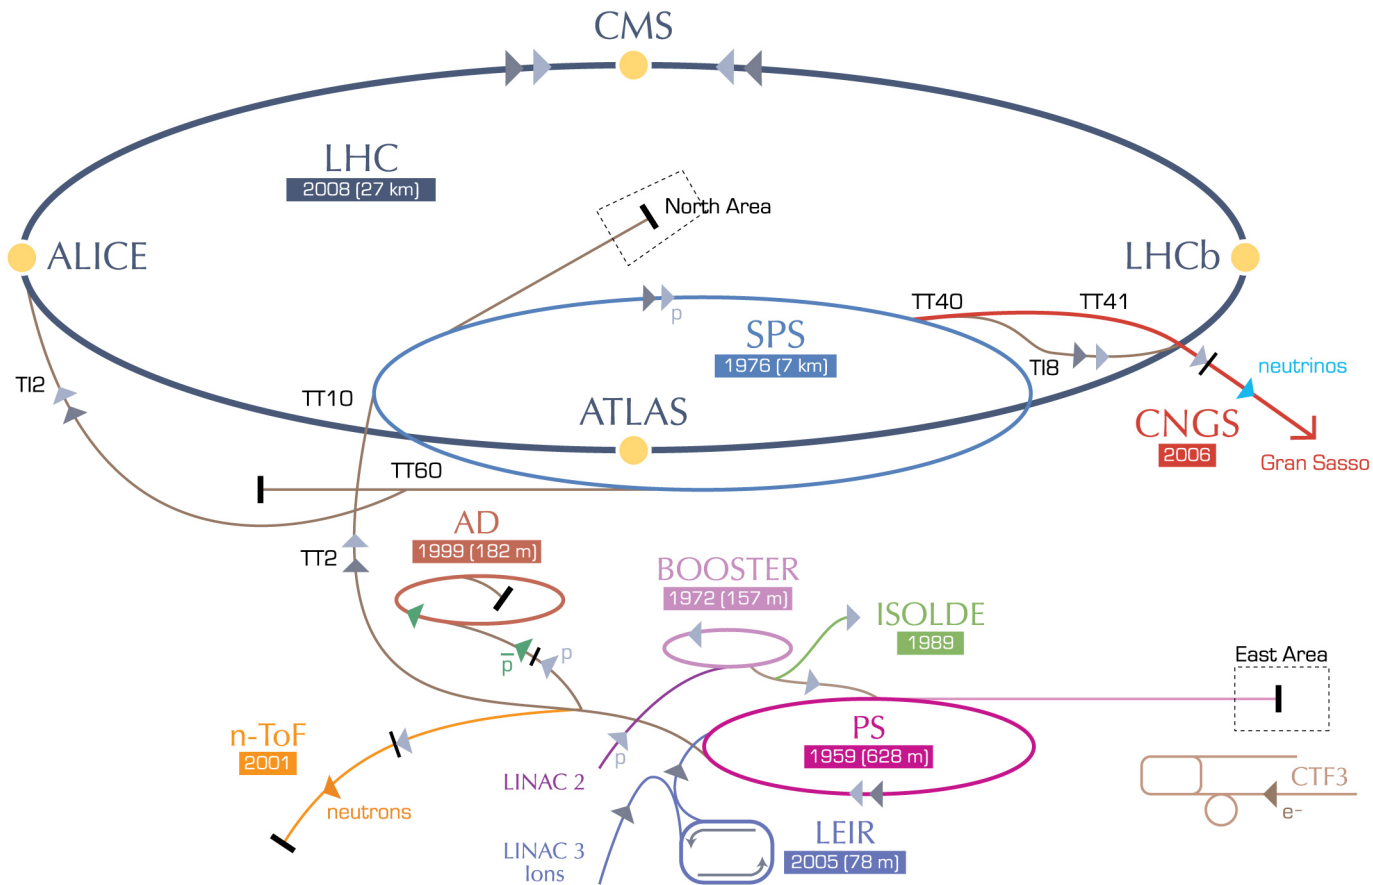 CMS
LHC
2008 (27 km)
North Area
ALICE
LHCb
p
TT40
TT41
SPS
1976 (7 km)
TI8
neutrinos
TI2
TT10
ATLAS
CNGS
2006
Gran Sasso
TT60
AD
1999 (182 m)
TT2
BOOSTER
1972 (157 m)
ISOLDE
1989
p̅
p
East Area
n-ToF
2001
PS
1959 (628 m)
p
LINAC 2
neutrons
CTF3
e-
LEIR
2005 (78 m)
LINAC 3
Ions